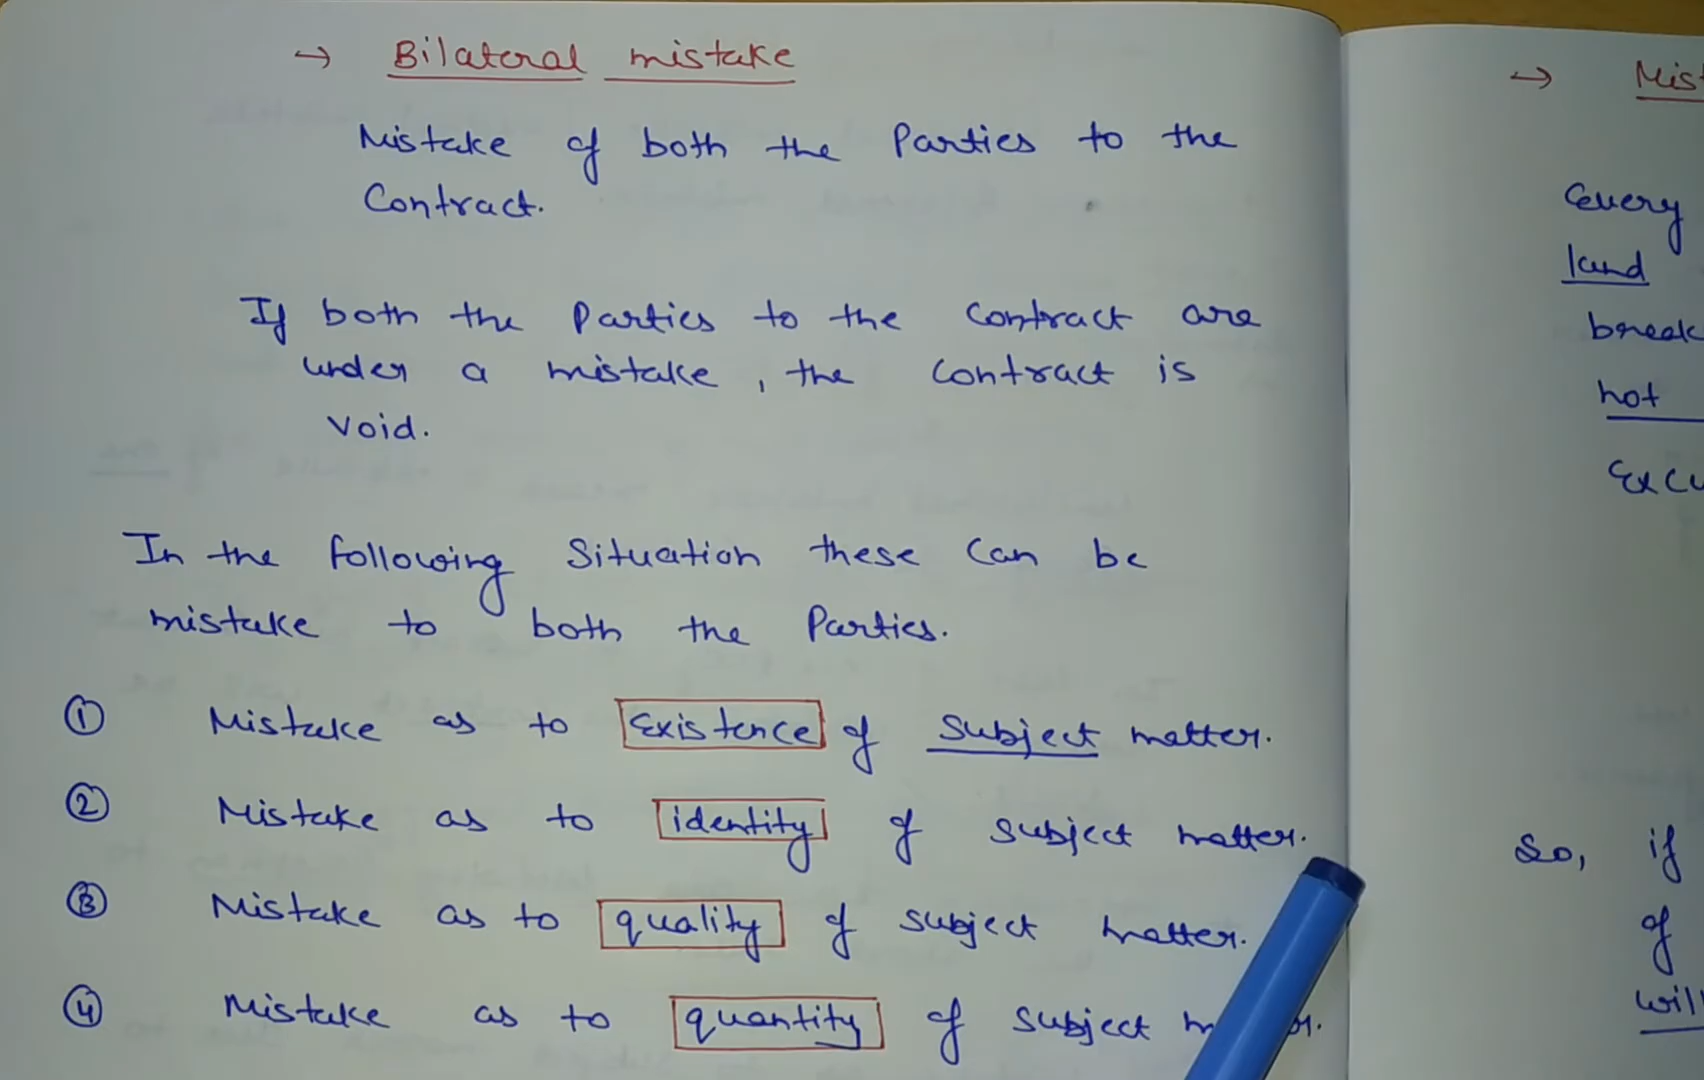 → Bilateral mistake
Mistake of both the Parties to the
Contract.
If both the Parties to the Contract are
under a mistake, the contract is
void.
In the following Situation these Can be
mistake to both the Parties.
① Mistake as to Existence of Subject matter.
② Mistake as to identity of subject matter.
③ Mistake as to quality of subject matter.
④ Mistake as to quantity of subject
→
Every
land
break
not
So, if
of
will